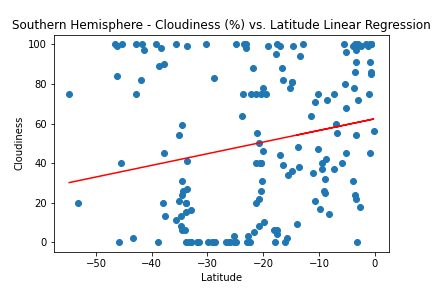 Southern Hemisphere - Cloudiness (%) vs. Latitude Linear Regression
100
80
60
40
20
0
Cloudiness
−50 −40 −30 −20 −10 0
Latitude